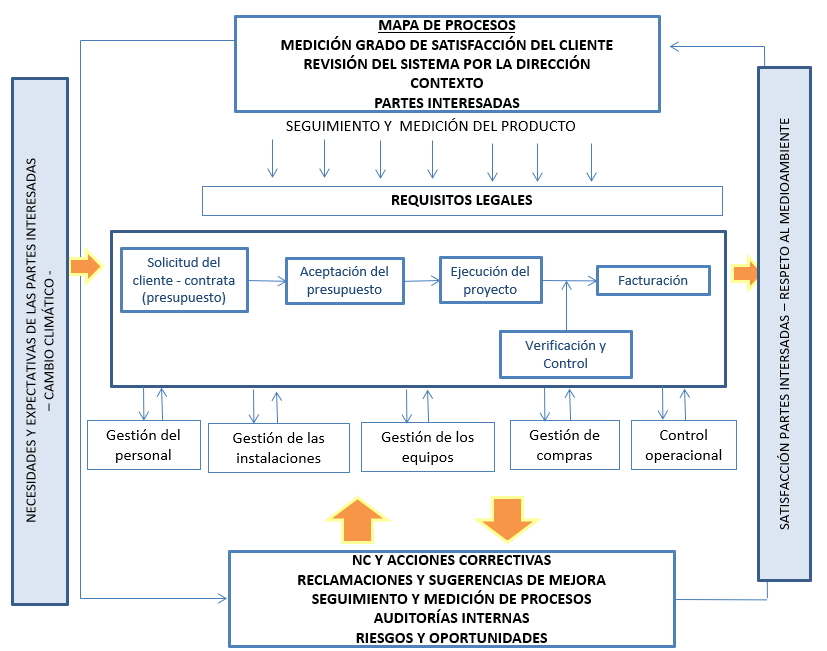 MAPA DE PROCESOS
MEDICIÓN GRADO DE SATISFACCIÓN DEL CLIENTE
REVISIÓN DEL SISTEMA POR LA DIRECCIÓN
CONTEXTO
PARTES INTERESADAS
SEGUIMIENTO Y MEDICIÓN DEL PRODUCTO
REQUISITOS LEGALES
NECESIDADES Y EXPECTATIVAS DE LAS PARTES INTERESADAS
– CAMBIO CLIMÁTICO -
Solicitud del
cliente - contrata
(presupuesto)
Aceptación del
presupuesto
Ejecución del
proyecto
Facturación
Verificación y
Control
SATISFACCIÓN PARTES INTERSADAS – RESPETO AL MEDIOAMBIENTE
Gestión del
personal
Gestión de las
instalaciones
Gestión de los
equipos
Gestión de
compras
Control
operacional
NC Y ACCIONES CORRECTIVAS
RECLAMACIONES Y SUGERENCIAS DE MEJORA
SEGUIMIENTO Y MEDICIÓN DE PROCESOS
AUDITORÍAS INTERNAS
RIESGOS Y OPORTUNIDADES